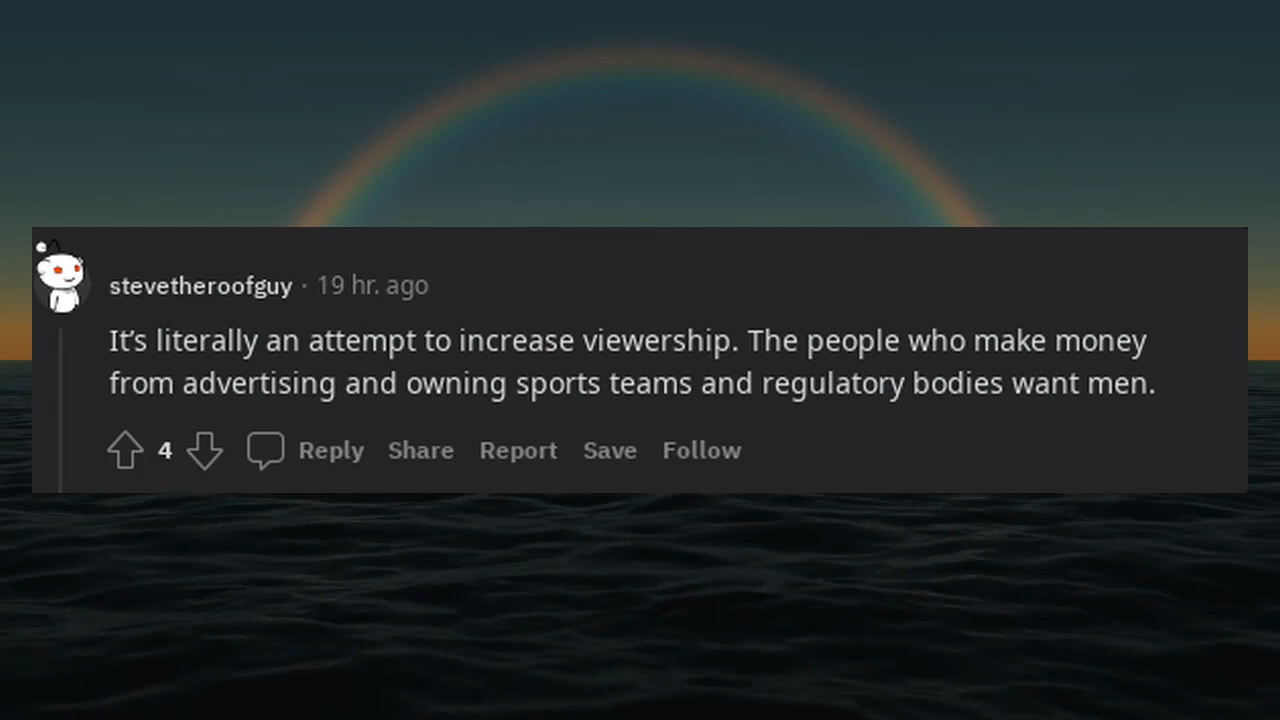 stevetheroofguy · 19 hr. ago
It’s literally an attempt to increase viewership. The people who make money
from advertising and owning sports teams and regulatory bodies want men.
4 Reply Share Report Save Follow